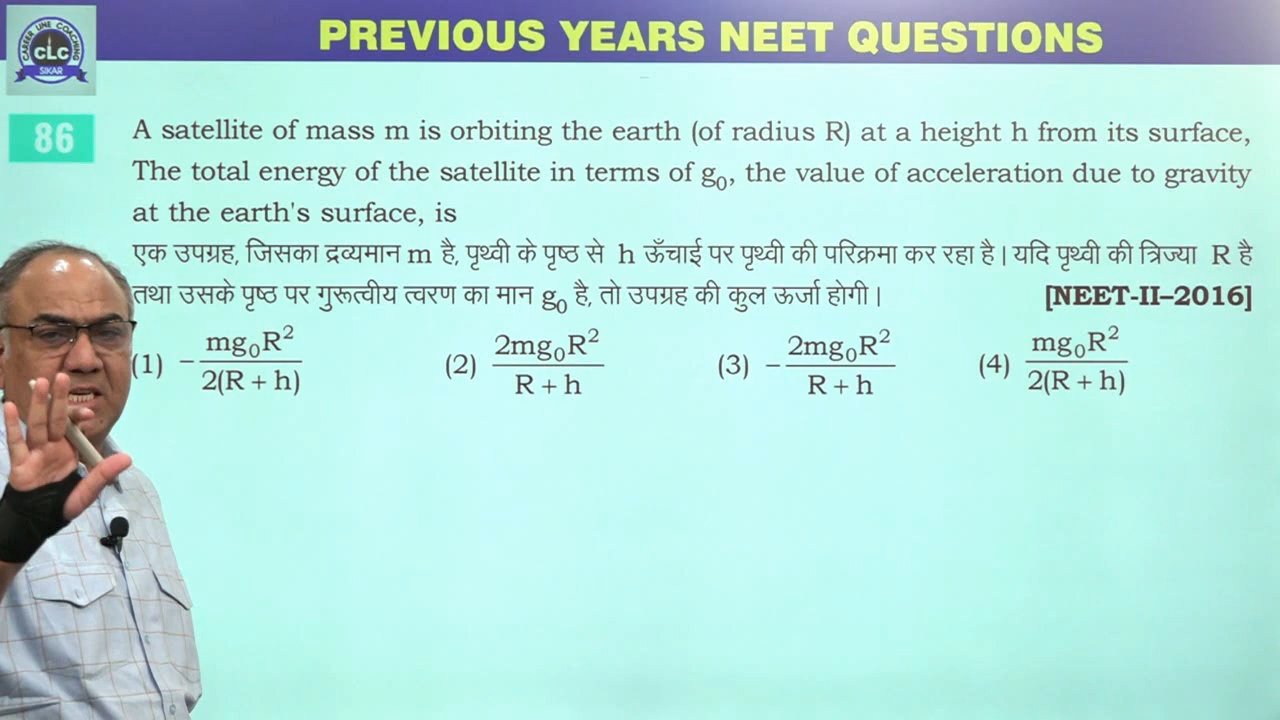 PREVIOUS YEARS NEET QUESTIONS
CAREER LINE COACHING
CLC
SIKAR
86
A satellite of mass m is orbiting the earth (of radius R) at a height h from its surface,
The total energy of the satellite in terms of g₀, the value of acceleration due to gravity
at the earth's surface, is
एक उपग्रह, जिसका द्रव्यमान m है, पृथ्वी के पृष्ठ से h ऊँचाई पर पृथ्वी की परिक्रमा कर रहा है। यदि पृथ्वी की त्रिज्या R है
तथा उसके पृष्ठ पर गुरूत्वीय त्वरण का मान g₀ है, तो उपग्रह की कुल ऊर्जा होगी। [NEET-II–2016]
(1) −mg₀R²/2(R + h) (2) 2mg₀R²/R + h (3) −2mg₀R²/R + h (4) mg₀R²/2(R + h)